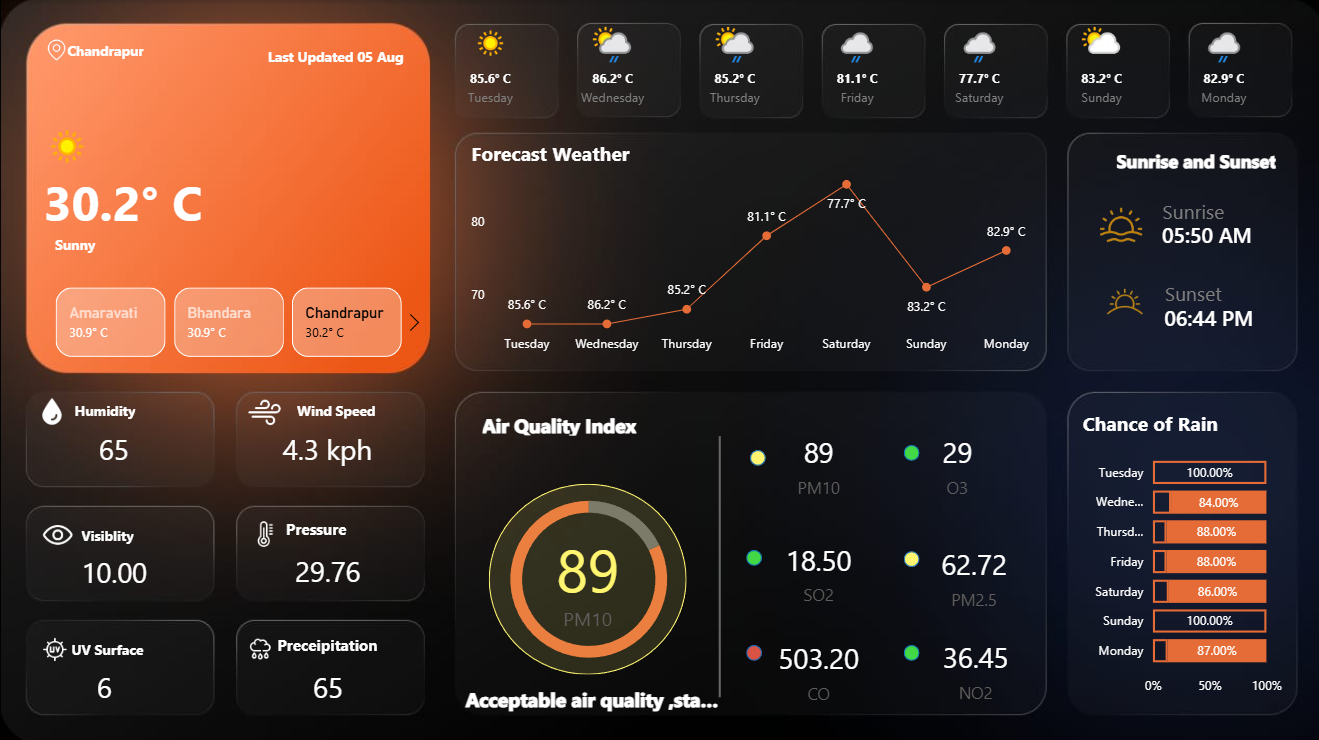 Chandrapur
Last Updated 05 Aug
30.2° C
Sunny
Amaravati
30.9° C
Bhandara
30.9° C
Chandrapur
30.2° C
85.6° C
Tuesday
86.2° C
Wednesday
85.2° C
Thursday
81.1° C
Friday
77.7° C
Saturday
83.2° C
Sunday
82.9° C
Monday
Forecast Weather
80
70
85.6° C
86.2° C
85.2° C
81.1° C
77.7° C
83.2° C
82.9° C
Tuesday
Wednesday
Thursday
Friday
Saturday
Sunday
Monday
Sunrise and Sunset
Sunrise
05:50 AM
Sunset
06:44 PM
Humidity
65
Wind Speed
4.3 kph
Visiblity
10.00
Pressure
29.76
UV
UV Surface
6
Preceipitation
65
Air Quality Index
89
PM10
Acceptable air quality ,sta...
89
PM10
29
O3
18.50
SO2
62.72
PM2.5
503.20
CO
36.45
NO2
Chance of Rain
Tuesday 100.00%
Wedne... 84.00%
Thursd... 88.00%
Friday 88.00%
Saturday 86.00%
Sunday 100.00%
Monday 87.00%
0% 50% 100%